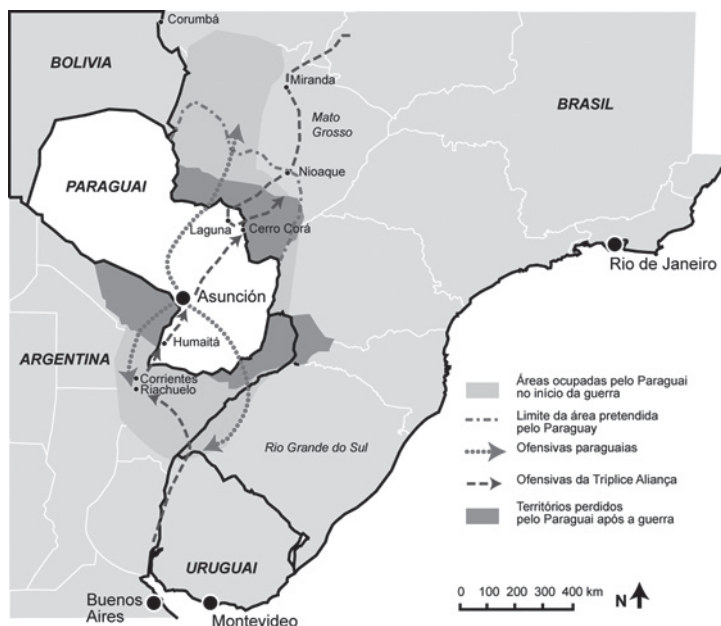 Corumbá
BOLIVIA
Miranda
BRASIL
Mato
Grosso
PARAGUAI
Nioaque
Laguna
Cerro Corá
Rio de Janeiro
Asunción
Humaitá
ARGENTINA
Corrientes
Riachuelo
Rio Grande do Sul
Áreas ocupadas pelo Paraguai
no início da guerra
Limite da área pretendida
pelo Paraguay
Ofensivas paraguaias
Ofensivas da Tríplice Aliança
Territórios perdidos
pelo Paraguai após a guerra
URUGUAI
Buenos
Aires
Montevideo
0 100 200 300 400 km
N